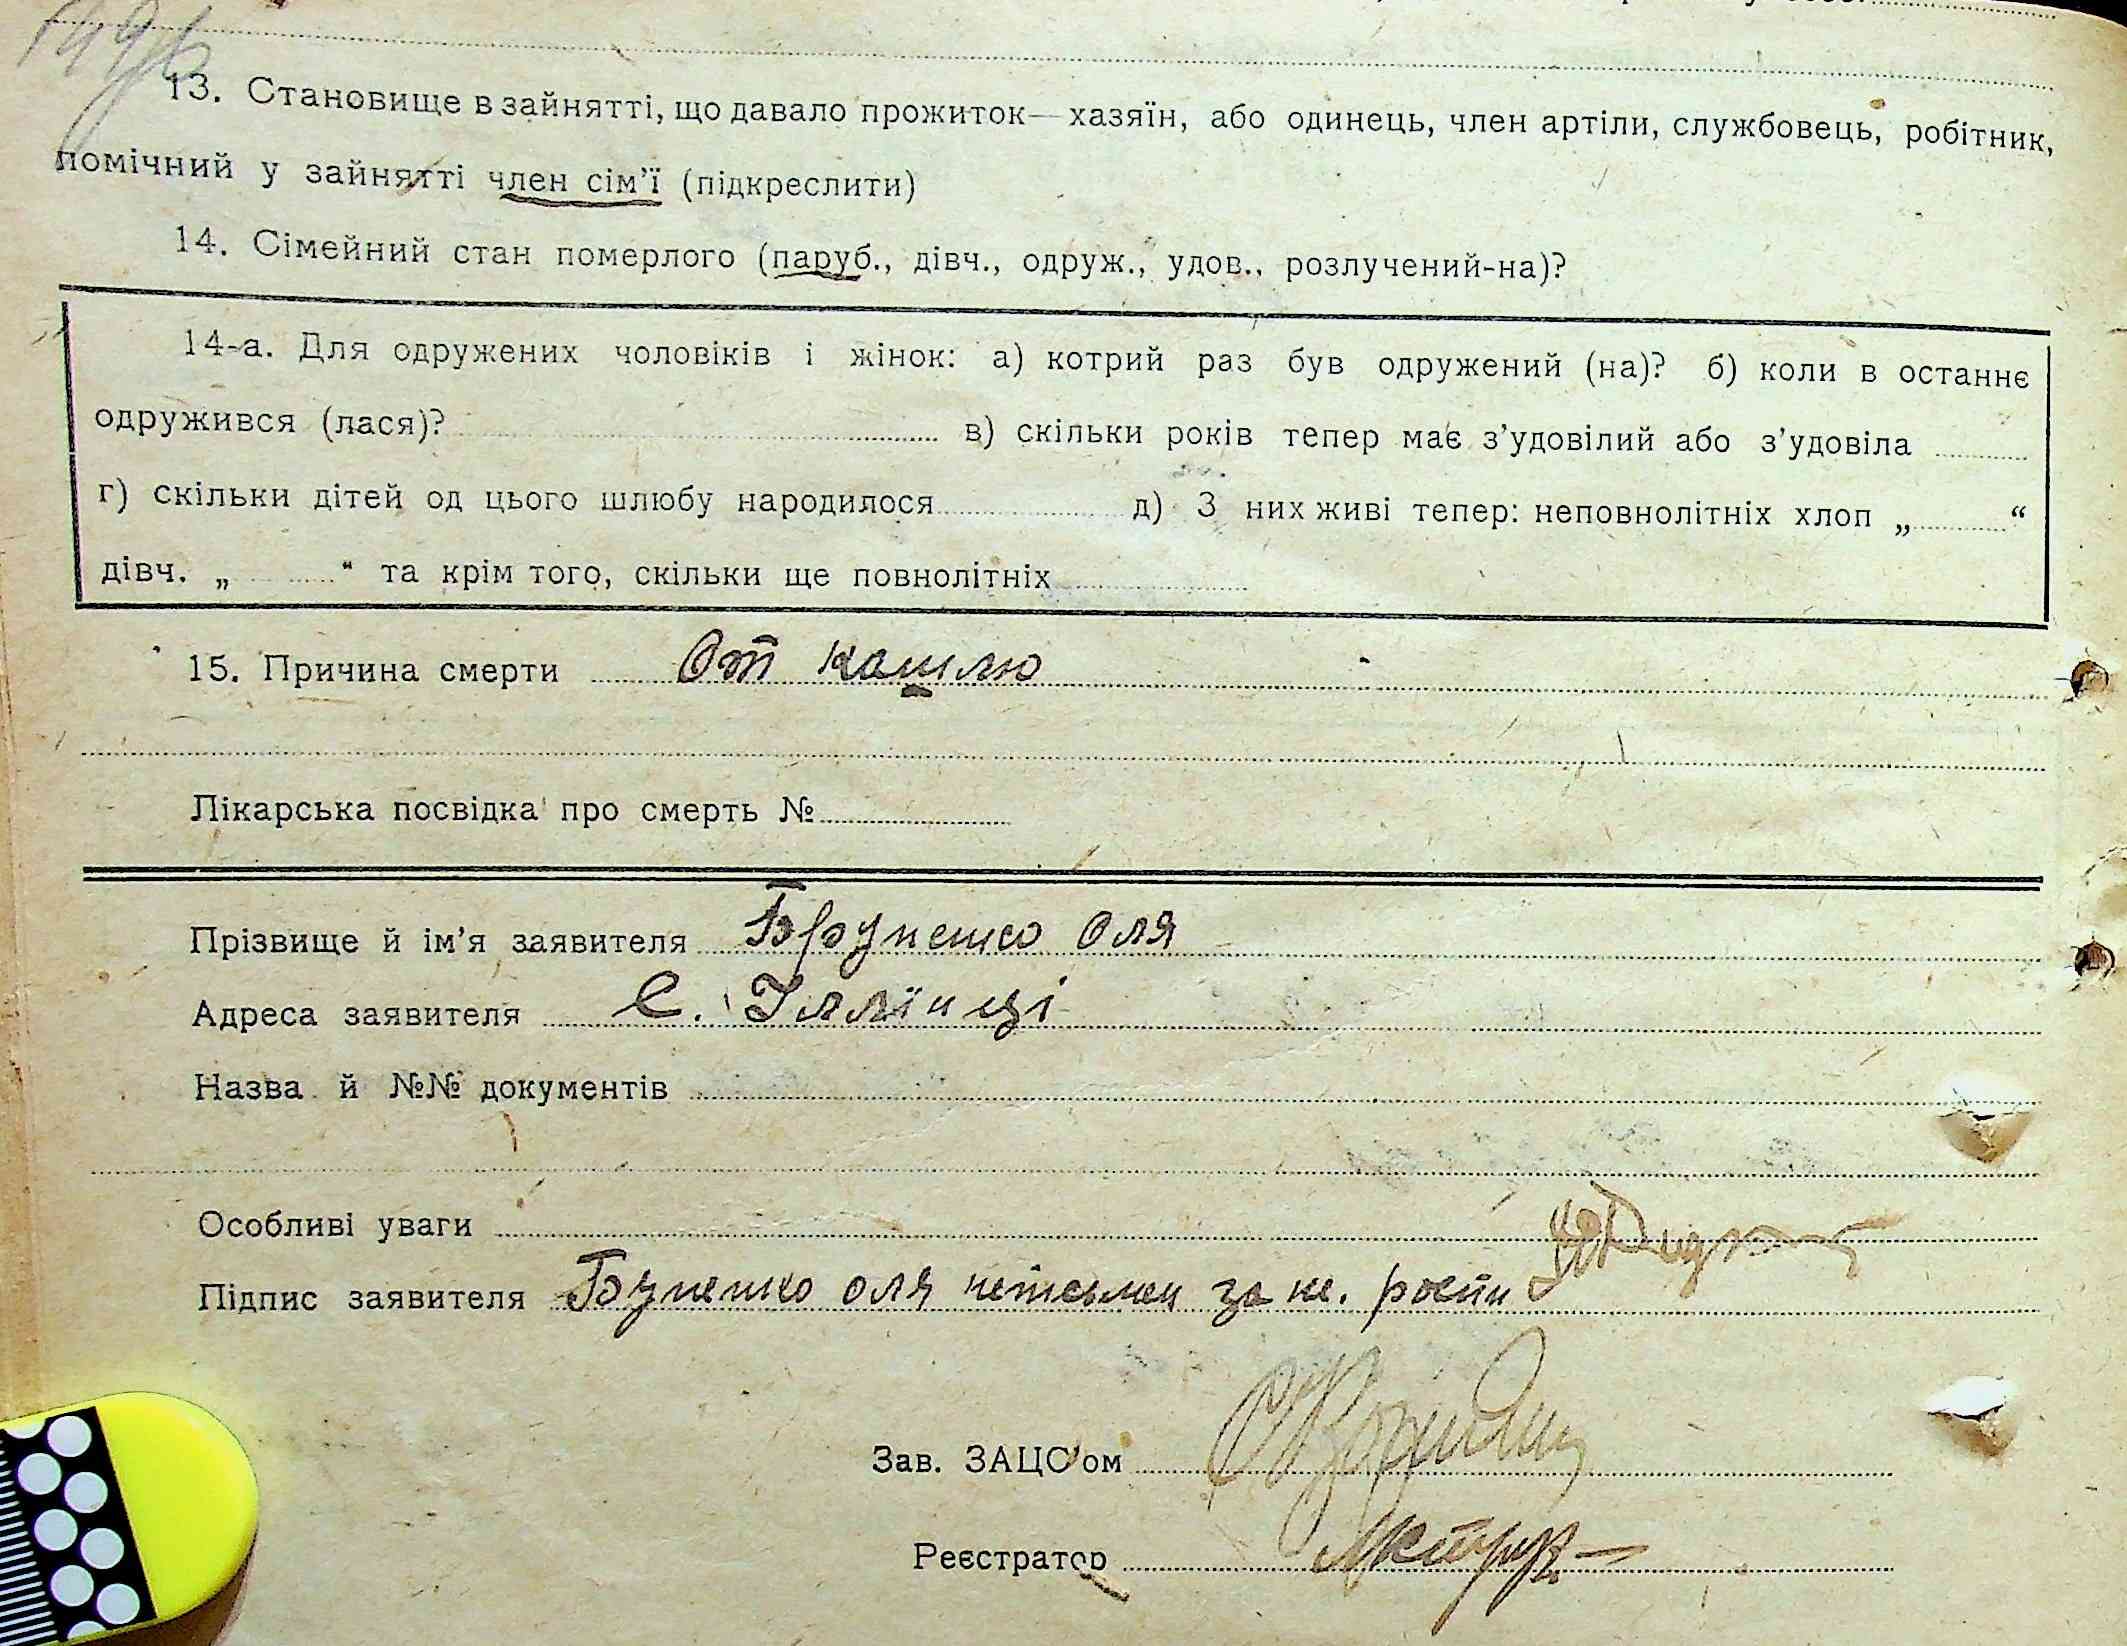 13. Становище в зайнятті, що давало прожиток—хазяїн, або одинець, член артіли, службовець, робітник,
помічний у зайнятті член сім’ї (підкреслити)
14. Сімейний стан померлого (паруб., дівч., одруж., удов., розлучений-на)?
14-а. Для одружених чоловіків і жінок: а) котрий раз був одружений (на)? б) коли в останнє
одружився (лася)? в) скільки років тепер має з’удовілий або з’удовіла
г) скільки дітей од цього шлюбу народилося д) З них живі тепер: неповнолітніх хлоп „ “
дівч. „ “ та крім того, скільки ще повнолітніх
15. Причина смерти От кашлю
Лікарська посвідка про смерть №
Прізвище й ім’я заявителя Оля
Адреса заявителя С. Іллїнці
Назва й №№ документів
Особливі уваги
Підпис заявителя оля за не.
Зав. ЗАЦС’ом
Реєстратор